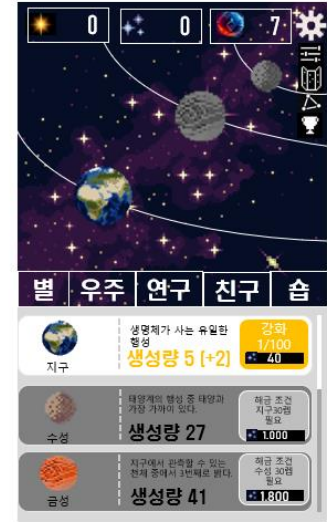 0 0 7
별 우주 연구 친구 숍
생명체가 사는 유일한
행성
생성량 5 [+2]
지구
강화
1/100
40
태양계의 행성 중 태양과
가장 가까이 있다.
생성량 27
수성
해금 조건
지구30렙
필요
1.000
지구에서 관측할 수 있는
천체 중에서 3번째로 밝다.
생성량 41
금성
해금 조건
수성 30렙
필요
1.800